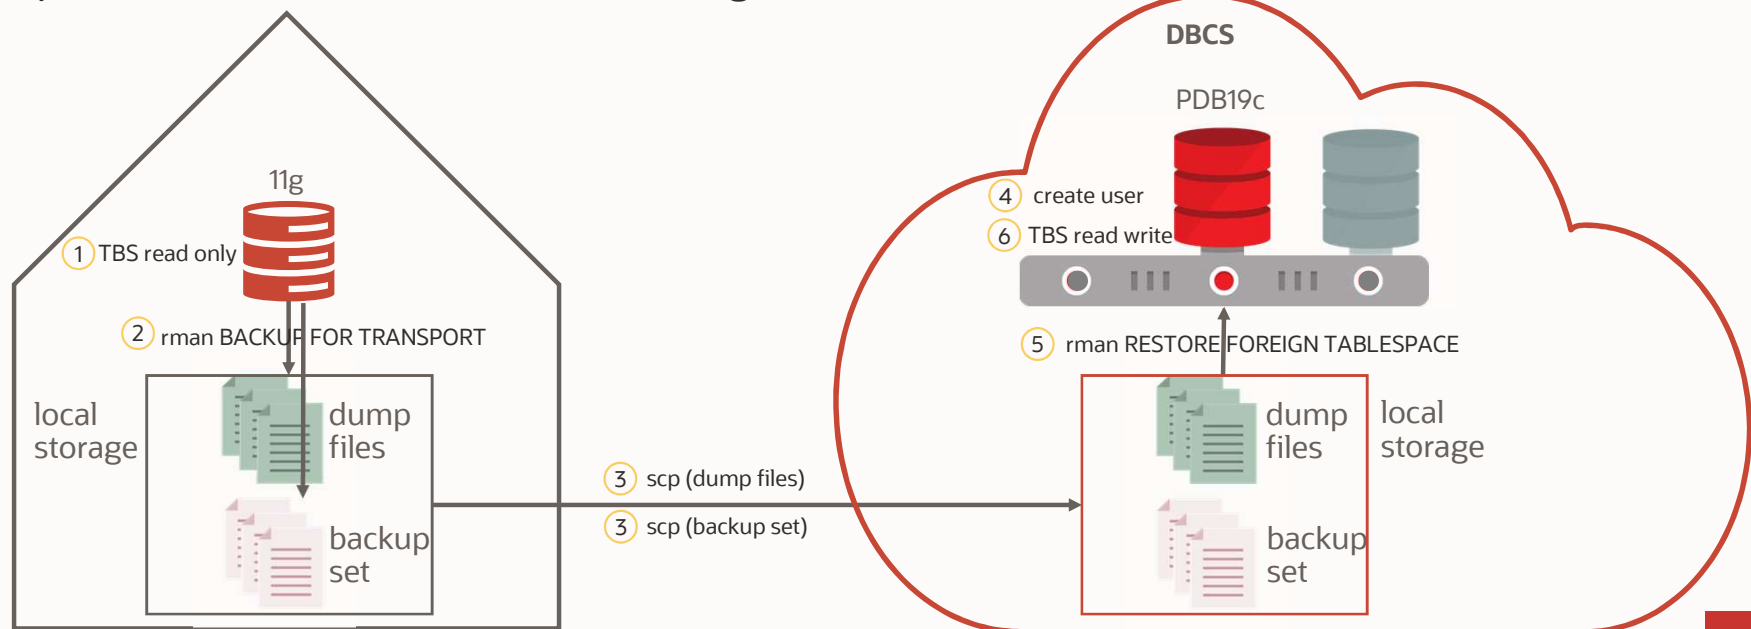 11g
1 TBS read only
2 rman BACKUP FOR TRANSPORT
local
storage
dump
files
backup
set
3 scp (dump files)
3 scp (backup set)
DBCS
PDB19c
4 create user
6 TBS read write
5 rman RESTORE FOREIGN TABLESPACE
dump
files
local
storage
backup
set